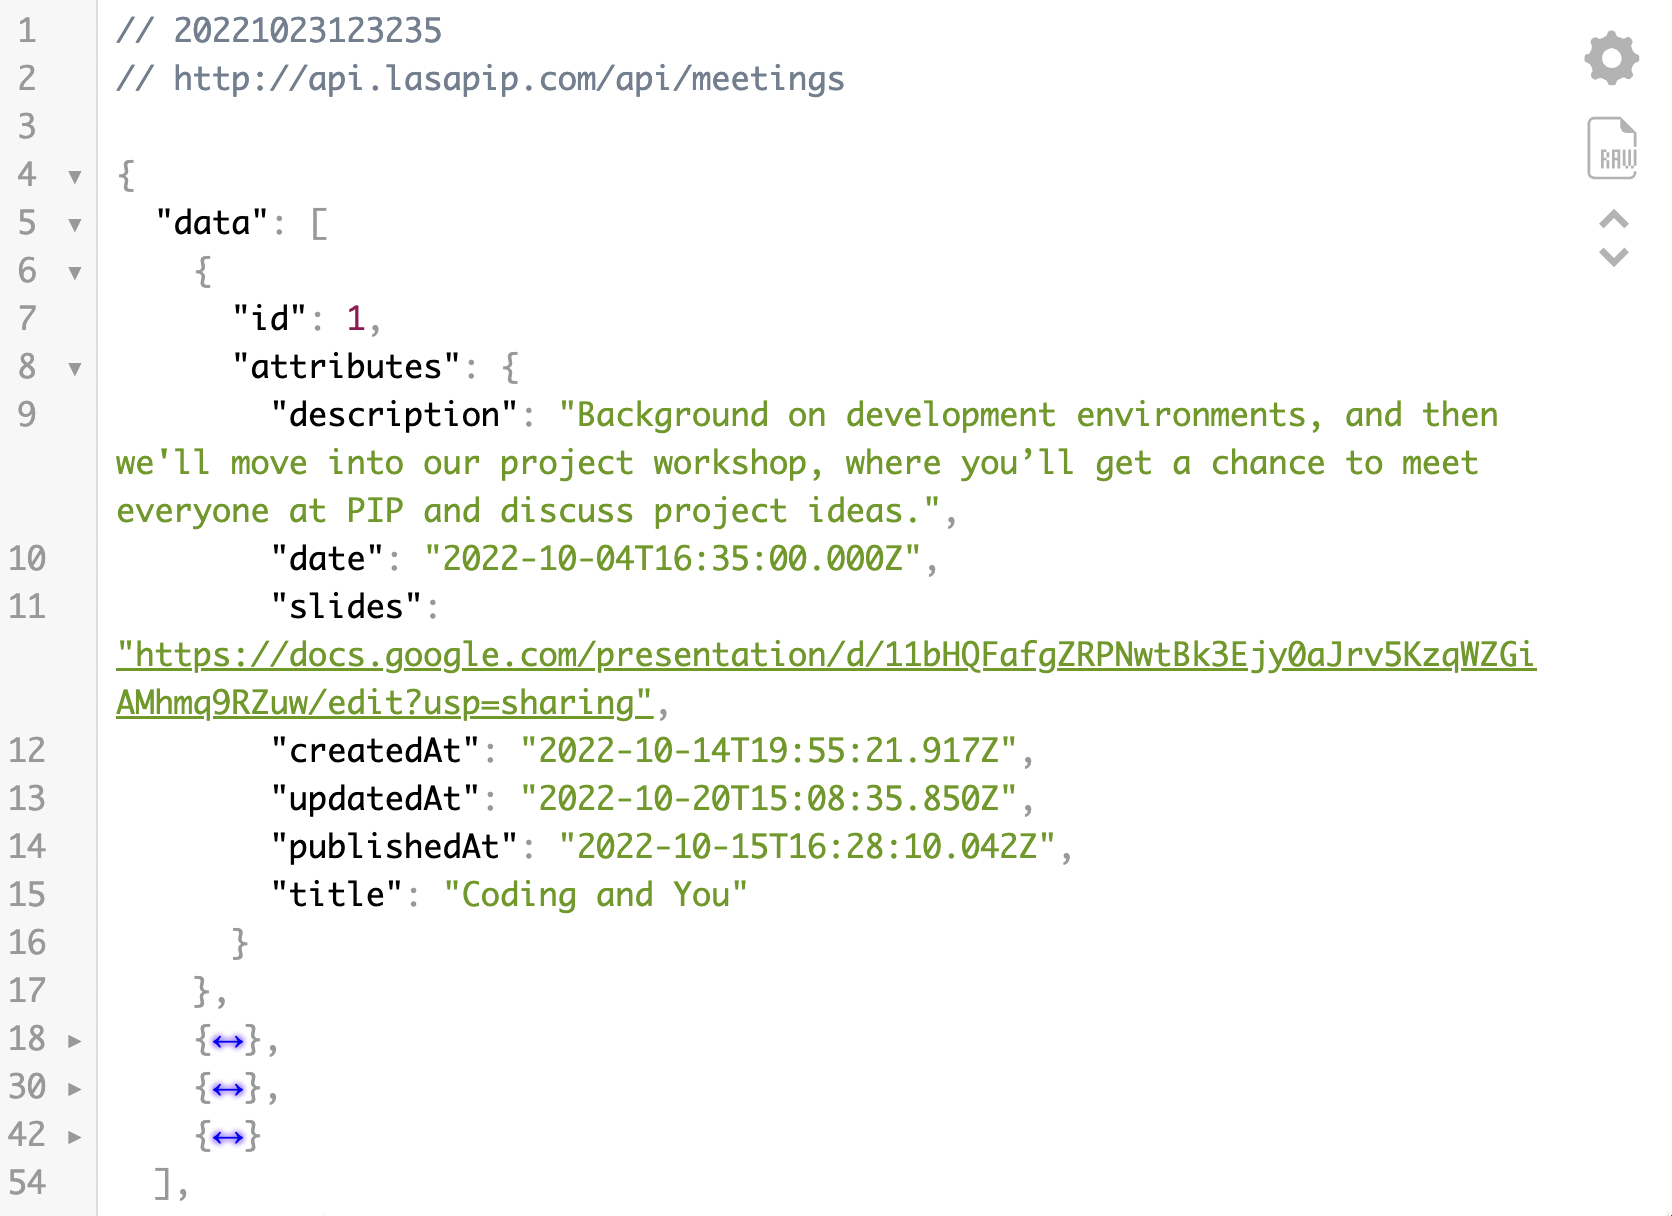 1 // 20221023123235
2 // http://api.lasapip.com/api/meetings
3
4 ▼ {
5 ▼ "data": [
6 ▼ {
7 "id": 1,
8 ▼ "attributes": {
9 "description": "Background on development environments, and then
we'll move into our project workshop, where you’ll get a chance to meet
everyone at PIP and discuss project ideas.",
10 "date": "2022-10-04T16:35:00.000Z",
11 "slides":
"https://docs.google.com/presentation/d/11bHQFafgZRPNwtBk3Ejy0aJrv5KzqWZGi
AMhmq9RZuw/edit?usp=sharing",
12 "createdAt": "2022-10-14T19:55:21.917Z",
13 "updatedAt": "2022-10-20T15:08:35.850Z",
14 "publishedAt": "2022-10-15T16:28:10.042Z",
15 "title": "Coding and You"
16 }
17 },
18 ▶ {↔},
30 ▶ {↔},
42 ▶ {↔}
54 ],
RAW